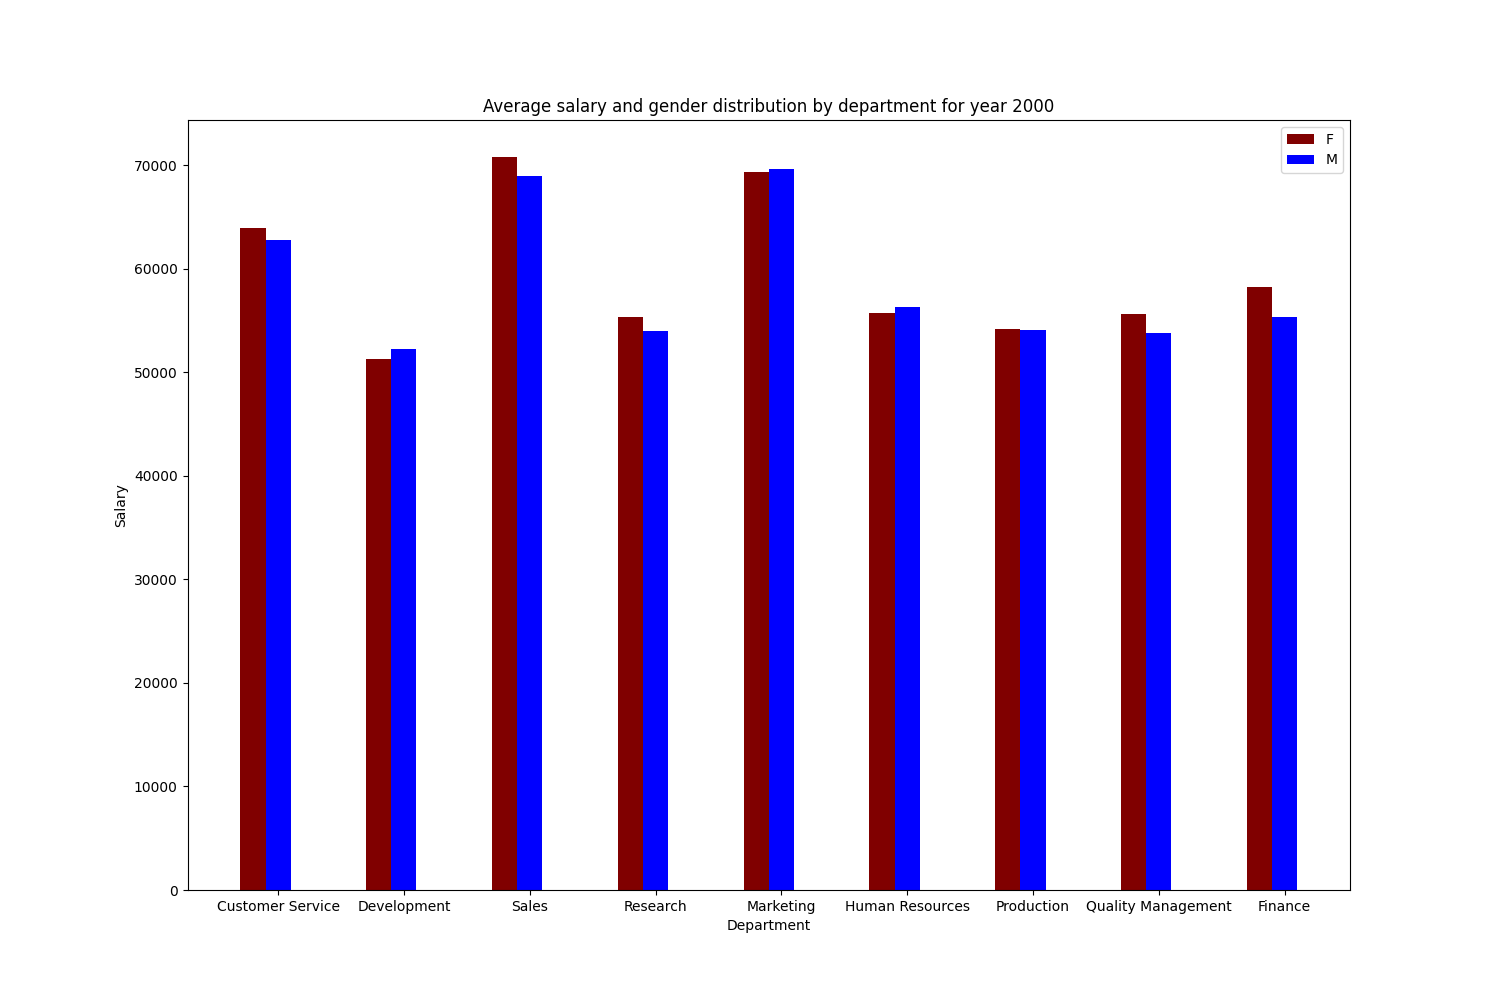 Average salary and gender distribution by department for year 2000
F
M
70000
60000
50000
40000
30000
20000
10000
0
Salary
Customer Service Development Sales Research Marketing Human Resources Production Quality Management Finance
Department